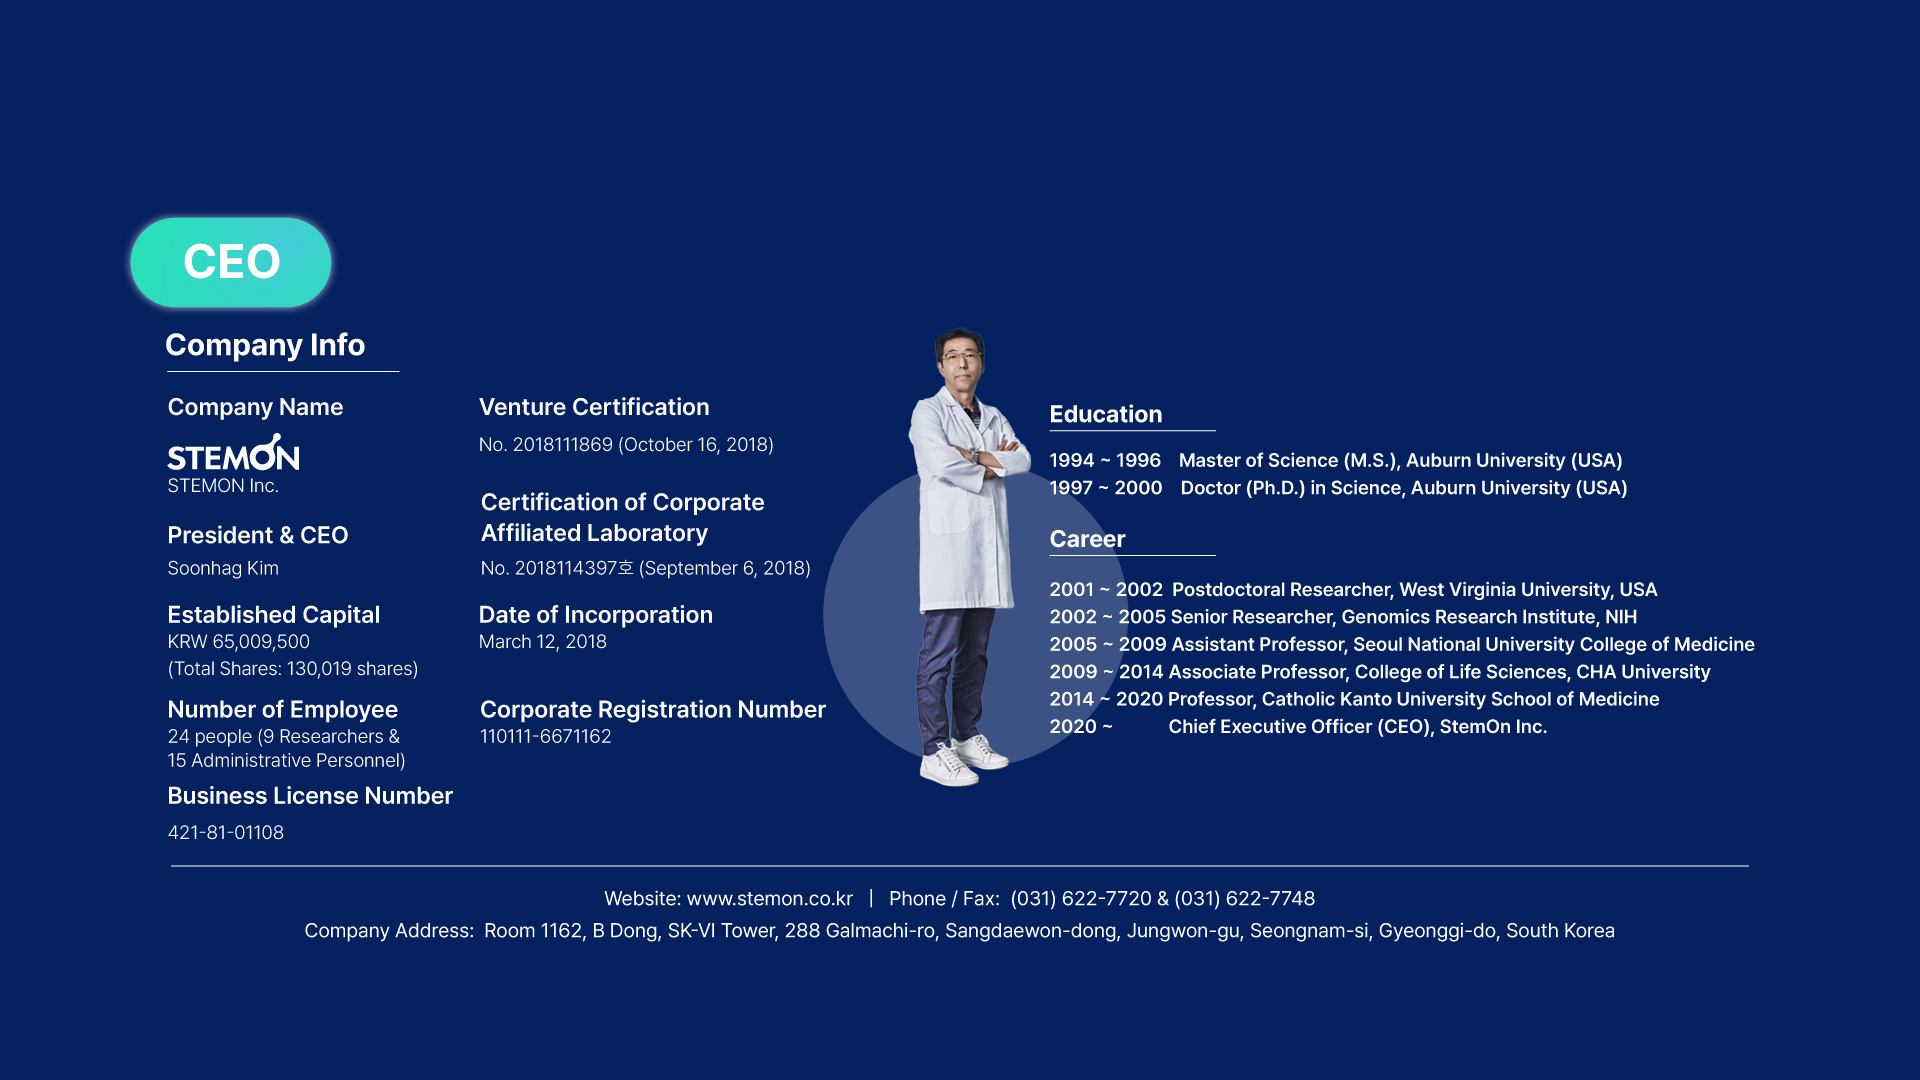 CEO
Company Info
Company Name
STEMON
STEMON Inc.
President & CEO
Soonhag Kim
Established Capital
KRW 65,009,500
(Total Shares: 130,019 shares)
Number of Employee
24 people (9 Researchers &
15 Administrative Personnel)
Business License Number
421-81-01108
Venture Certification
No. 2018111869 (October 16, 2018)
Certification of Corporate
Affiliated Laboratory
No. 2018114397호 (September 6, 2018)
Date of Incorporation
March 12, 2018
Corporate Registration Number
110111-6671162
Education
1994 ~ 1996 Master of Science (M.S.), Auburn University (USA)
1997 ~ 2000 Doctor (Ph.D.) in Science, Auburn University (USA)
Career
2001 ~ 2002 Postdoctoral Researcher, West Virginia University, USA
2002 ~ 2005 Senior Researcher, Genomics Research Institute, NIH
2005 ~ 2009 Assistant Professor, Seoul National University College of Medicine
2009 ~ 2014 Associate Professor, College of Life Sciences, CHA University
2014 ~ 2020 Professor, Catholic Kanto University School of Medicine
2020 ~ Chief Executive Officer (CEO), StemOn Inc.
Website: www.stemon.co.kr | Phone / Fax: (031) 622-7720 & (031) 622-7748
Company Address: Room 1162, B Dong, SK-VI Tower, 288 Galmachi-ro, Sangdaewon-dong, Jungwon-gu, Seongnam-si, Gyeonggi-do, South Korea